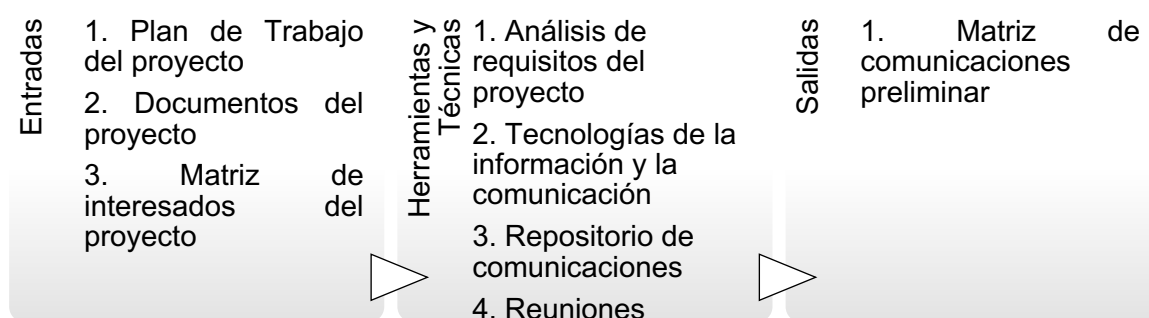 Entradas
1. Plan de Trabajo
del proyecto
2. Documentos del
proyecto
3. Matriz de
interesados del
proyecto
Herramientas y
Técnicas
1. Análisis de
requisitos del
proyecto
2. Tecnologías de la
información y la
comunicación
3. Repositorio de
comunicaciones
4. Reuniones
Salidas
1. Matriz de
comunicaciones
preliminar